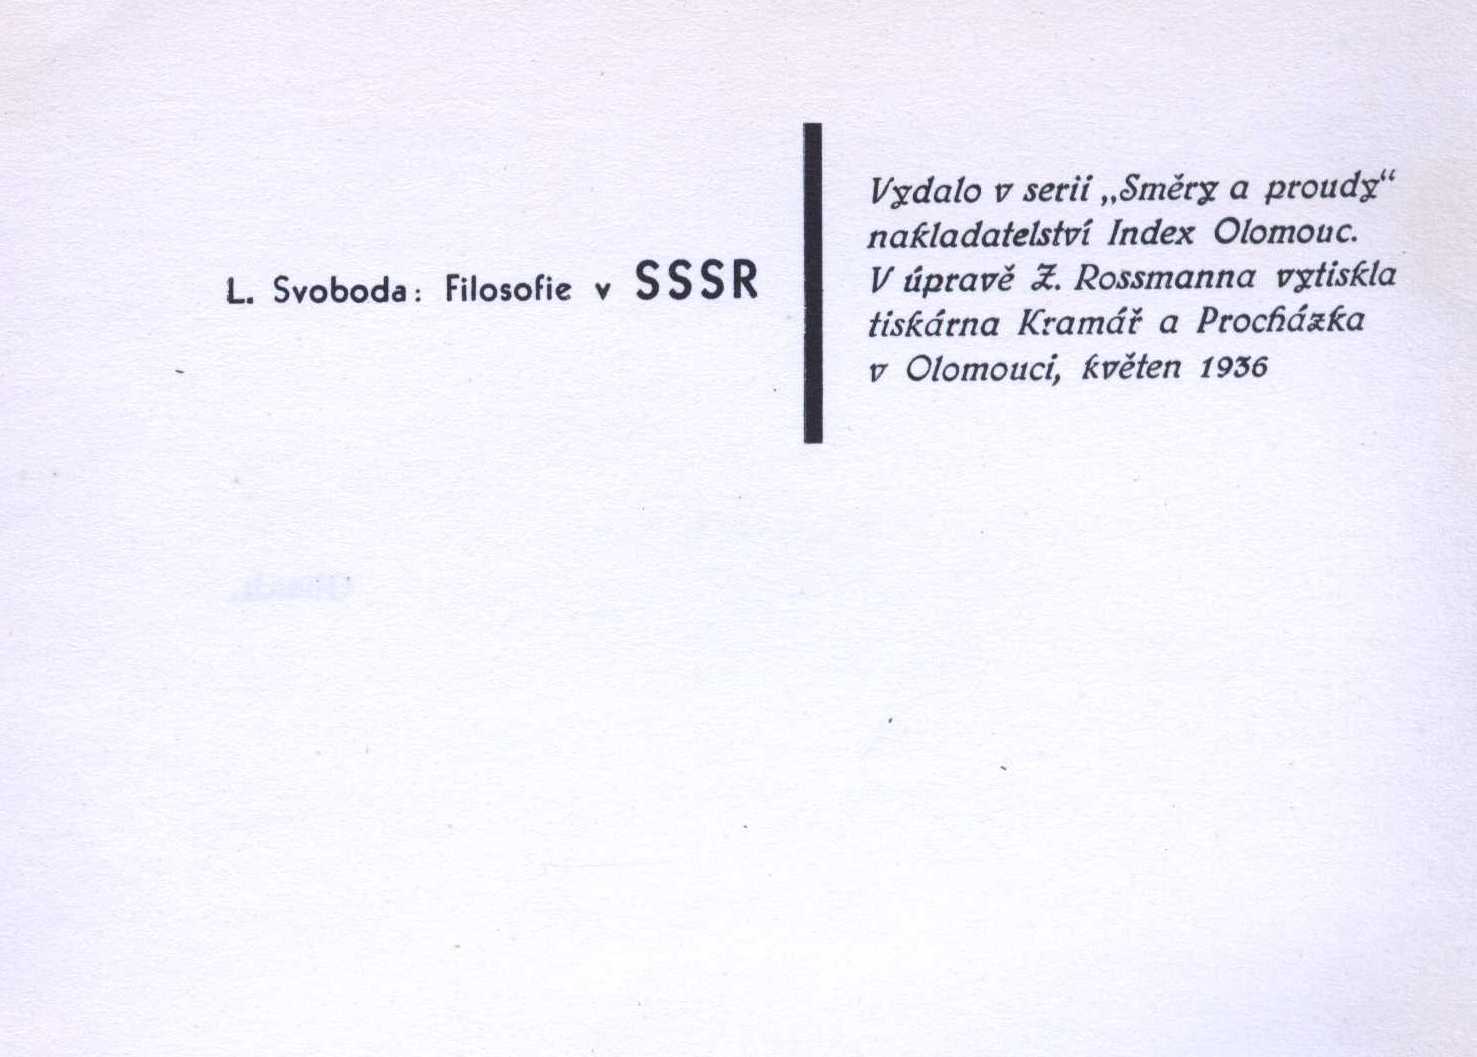 L. Svoboda: Filosofie v SSSR
Vydalo v serii „Směry a proudy“
nakladatelství Index Olomouc.
V úpravě Z. Rossmanna vytiskla
tiskárna Kramář a Procházka
v Olomouci, květen 1936